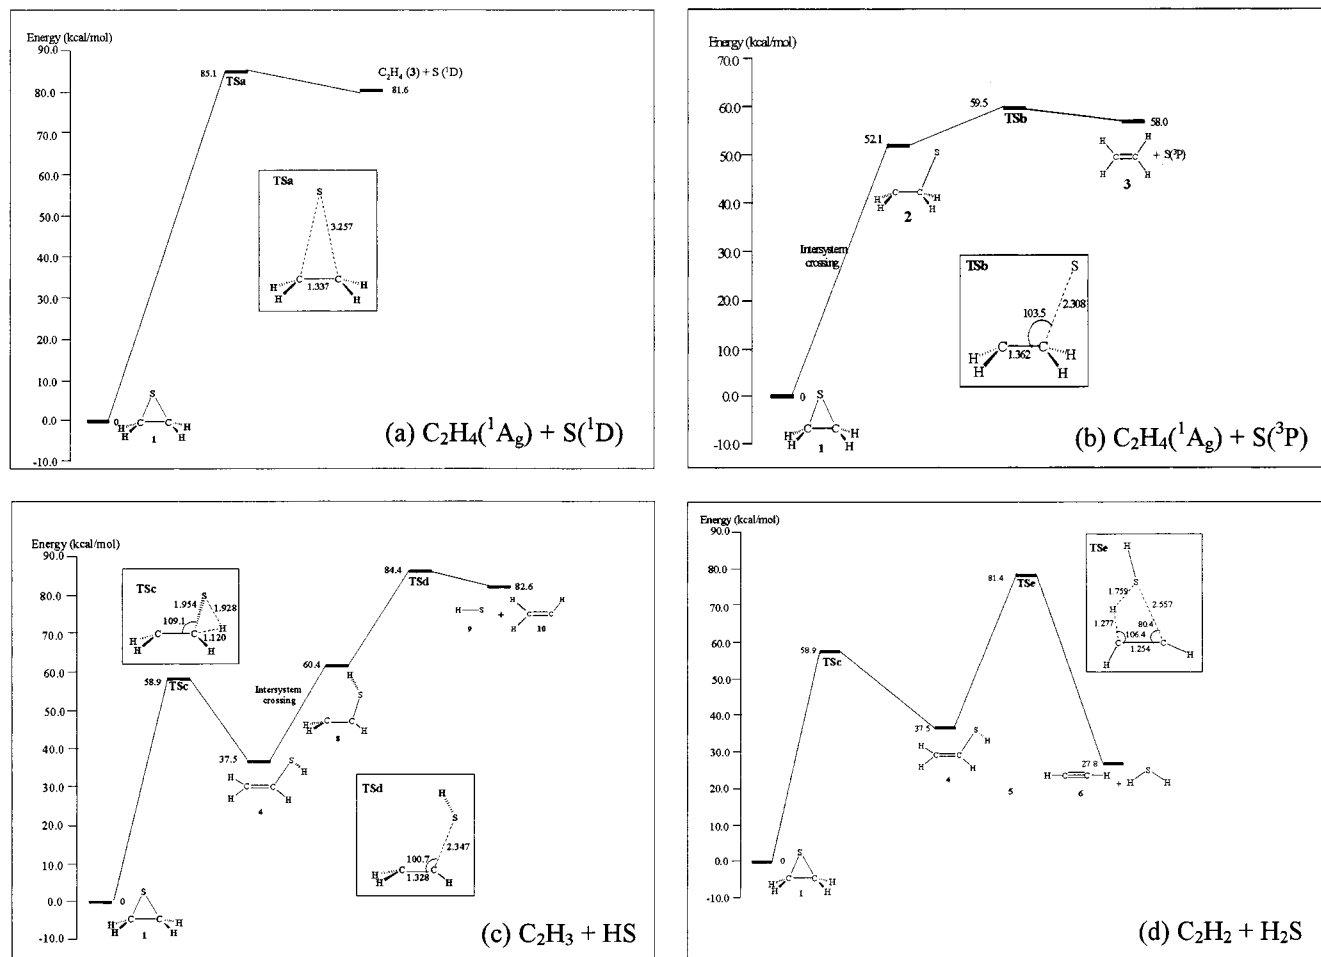 Energy (kcal/mol)
90.0
80.0
70.0
60.0
50.0
40.0
30.0
20.0
10.0
0.0
-10.0
85.1
TSa
C₂H₄ (3) + S(¹D)
81.6
TSa
S
3.257
C C
1.337
H H
H H
0
S
H C C H
H H
1
(a) C₂H₄(¹A_g) + S(¹D)
Energy (kcal/mol)
90.0
80.0
70.0
60.0
50.0
40.0
30.0
20.0
10.0
0.0
-10.0
52.1
59.5
TSb
58.0
S
C C
H H
H H
2
H H
C C + S(³P)
H H
3
Intersystem
crossing
TSb
S
103.5
2.308
C C
1.362
H H
H H
0
S
H C C H
H H
1
(b) C₂H₄(¹A_g) + S(³P)
Energy (kcal/mol)
90.0
80.0
70.0
60.0
50.0
40.0
30.0
20.0
10.0
0.0
-10.0
TSc
S
1.954
1.928
109.1
H
H C C
1.120
H H
58.9
TSc
84.4
TSd
82.6
H S + H C C H
H
9 10
60.4
Intersystem
crossing
H
S
H C C
H H
8
37.5
S
H H
C C
H H
4
TSd
H
S
100.7
2.347
C C
1.328
H H
H
0
S
H C C H
H H
1
(c) C₂H₃ + HS
Energy (kcal/mol)
90.0
80.0
70.0
60.0
50.0
40.0
30.0
20.0
10.0
0.0
-10.0
TSe
H
S
1.759
2.557
H
1.277
80.4
106.4
C C
1.254
H H
81.4
TSe
58.9
TSc
37.5
S
H H
C C
H H
4
5
27.8
H C C H
6
+
S
H H
0
S
H C C H
H H
1
(d) C₂H₂ + H₂S